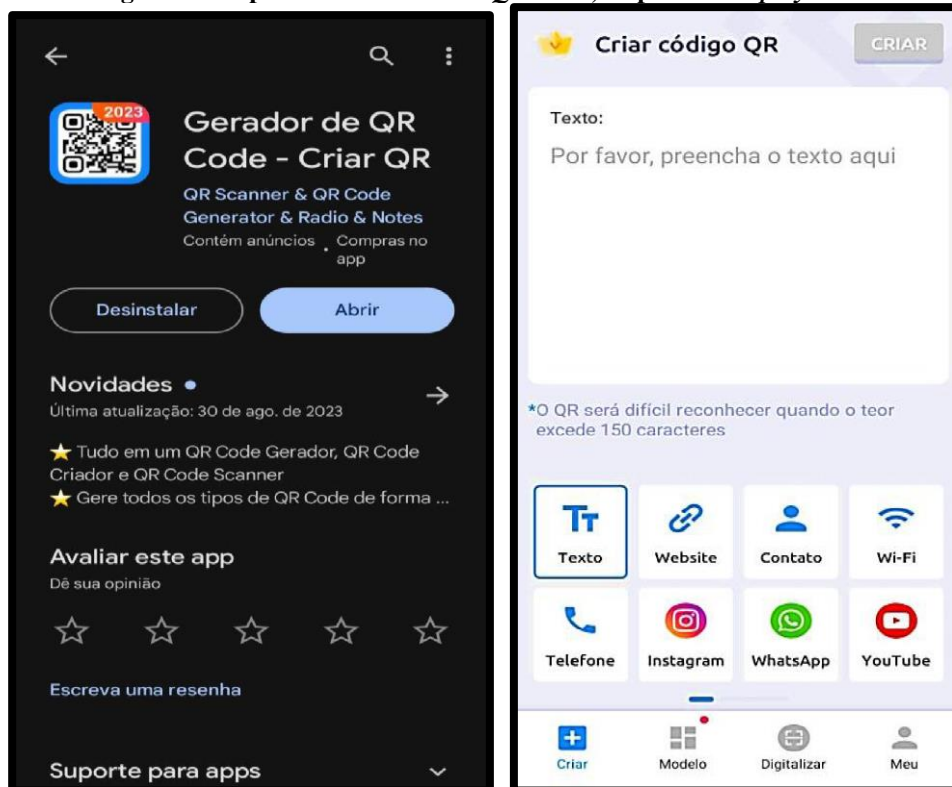 2023
Gerador de QR
Code - Criar QR
QR Scanner & QR Code
Generator & Radio & Notes
Contém anúncios . Compras no
app
Desinstalar
Abrir
Novidades •
Última atualização: 30 de ago. de 2023
⭐ Tudo em um QR Code Gerador, QR Code
Criador e QR Code Scanner
⭐ Gere todos os tipos de QR Code de forma ...
Avaliar este app
Dê sua opinião
Escreva uma resenha
Suporte para apps
Criar código QR
CRIAR
Texto:
Por favor, preencha o texto aqui
*O QR será difícil reconhecer quando o teor
excede 150 caracteres
Tт
Texto
Website
Contato
Wi-Fi
Telefone
Instagram
WhatsApp
YouTube
Criar
Modelo
Digitalizar
Meu